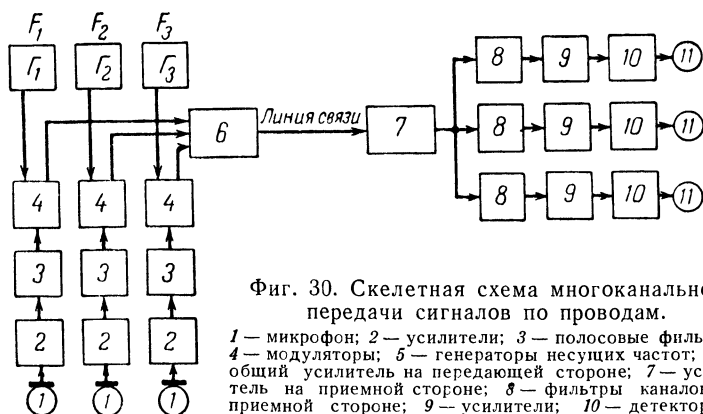 F₁ F₂ F₃
Г₁ Г₂ Г₃
8 9 10 11
6 Линия связи 7
8 9 10 11
4 4 4
8 9 10 11
3 3 3
2 2 2
1 1 1
Фиг. 30. Скелетная схема многоканально
передачи сигналов по проводам.
1 — микрофон; 2 — усилители; 3 — полосовые филь
4 — модуляторы; 5 — генераторы несущих частот;
общий усилитель на передающей стороне; 7 — ус
тель на приемной стороне; 8 — фильтры каналов
приемной стороне; 9 — усилители; 10 — детектор